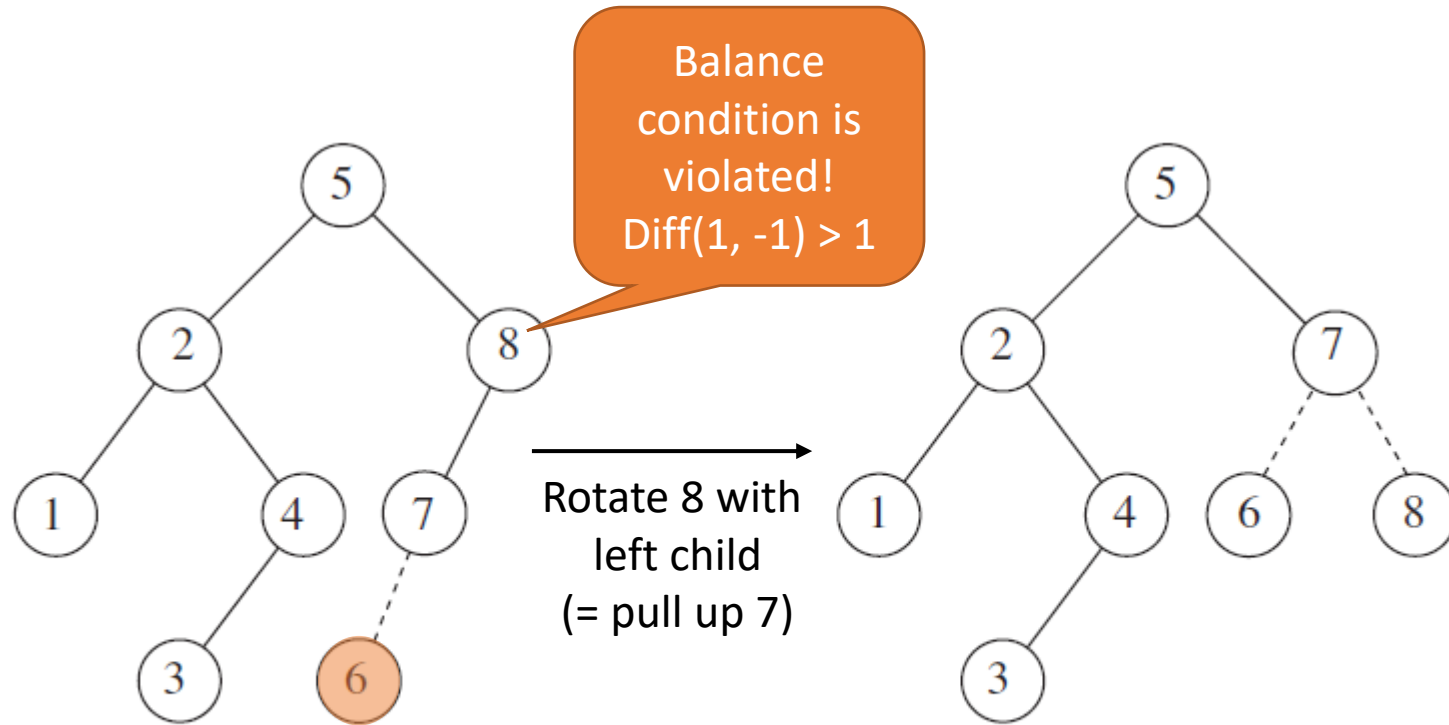 Balance
condition is
violated!
Diff(1, -1) > 1
5
2
8
1
4
7
3
6
Rotate 8 with
left child
(= pull up 7)
5
2
7
1
4
6
8
3